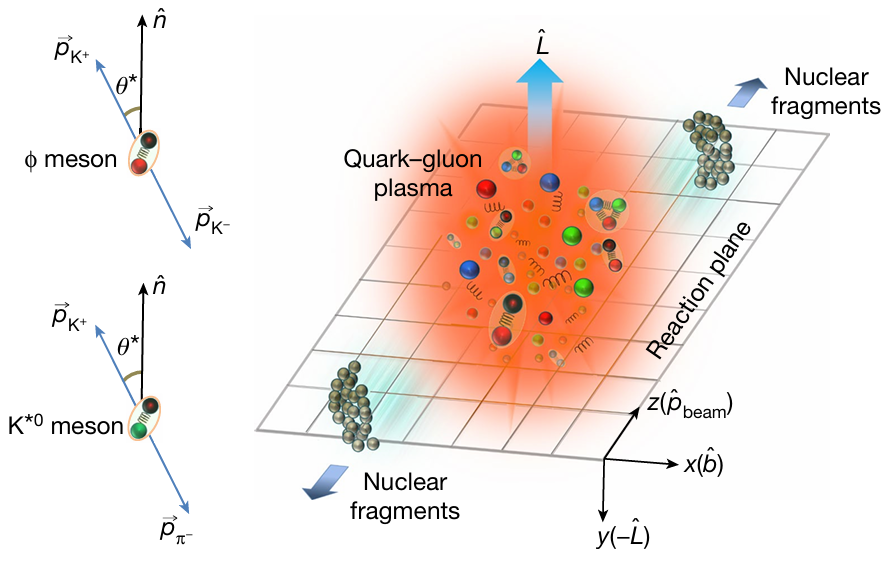 n̂
p⃗K⁺
θ*
ϕ meson
p⃗K⁻
n̂
p⃗K⁺
θ*
K*⁰ meson
p⃗π⁻
L̂
Nuclear
fragments
Quark–gluon
plasma
Reaction plane
z(p̂beam)
x(b̂)
y(−L̂)
Nuclear
fragments